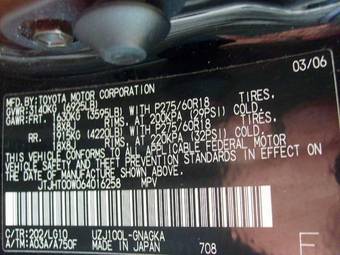 03/06
MFD.BY:TOYOTA MOTOR CORPORATION
GVWR:3140KG (6925LB)
GAWR:FRT. 1630KG (3595LB) WITH P275/60R18 TIRES,
18X8J RIMS, AT 200KPA (29PSI) COLD.
RR. 1915KG (4220LB) WITH P275/60R18 TIRES,
18X8J RIMS, AT 220KPA (32PSI) COLD.
THIS VEHICLE CONFORMS TO ALL APPLICABLE FEDERAL MOTOR
VEHICLE SAFETY AND THEFT PREVENTION STANDARDS IN EFFECT ON
THE DATE OF MANUFACTURE SHOWN ABOVE.
JTJHT00W064016258 MPV
C/TR:202/LG10 UZJ100L-GNAGKA
A/TM:A03A/A750F MADE IN JAPAN 708
E